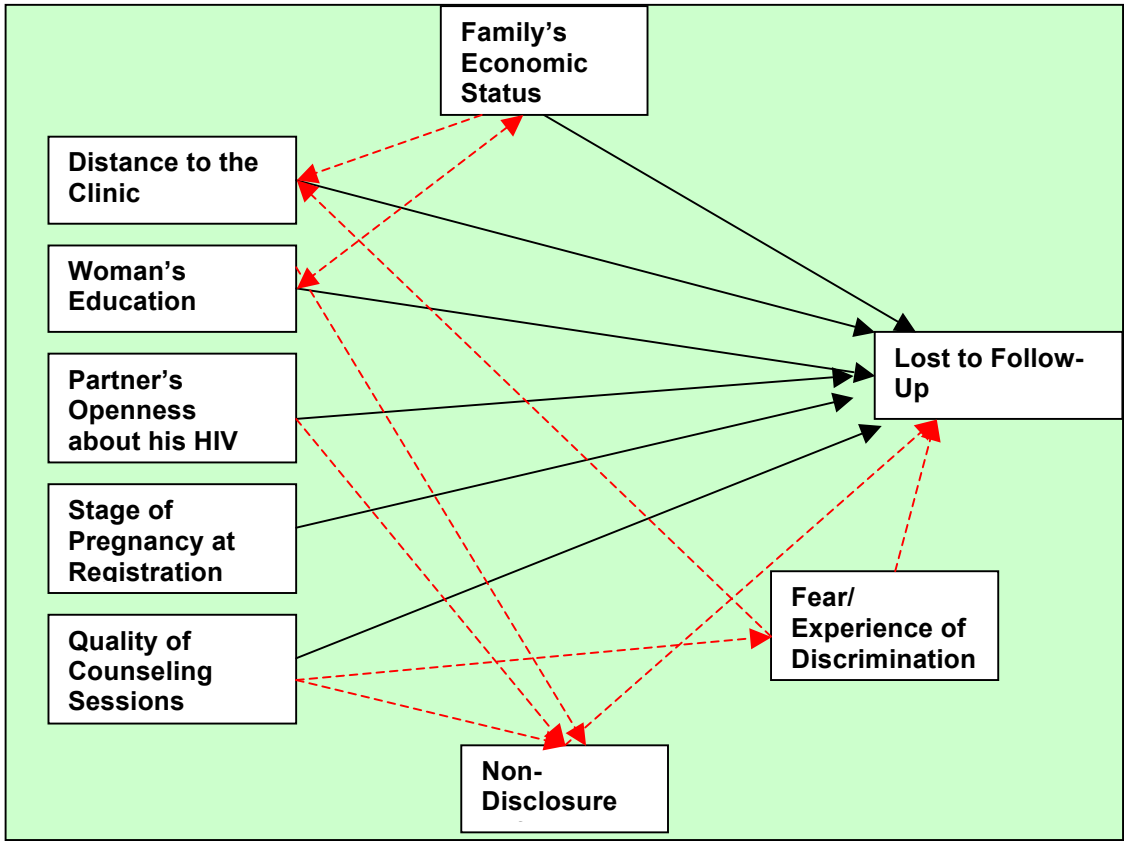 Family’s
Economic
Status
Distance to the
Clinic
Woman’s
Education
Partner’s
Openness
about his HIV
Stage of
Pregnancy at
Registration
Quality of
Counseling
Sessions
Lost to Follow-
Up
Fear/
Experience of
Discrimination
Non-
Disclosure